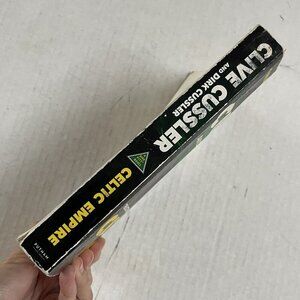 CLIVE CUSSLER
AND DIRK CUSSLER
CELTIC EMPIRE
PUTNAM